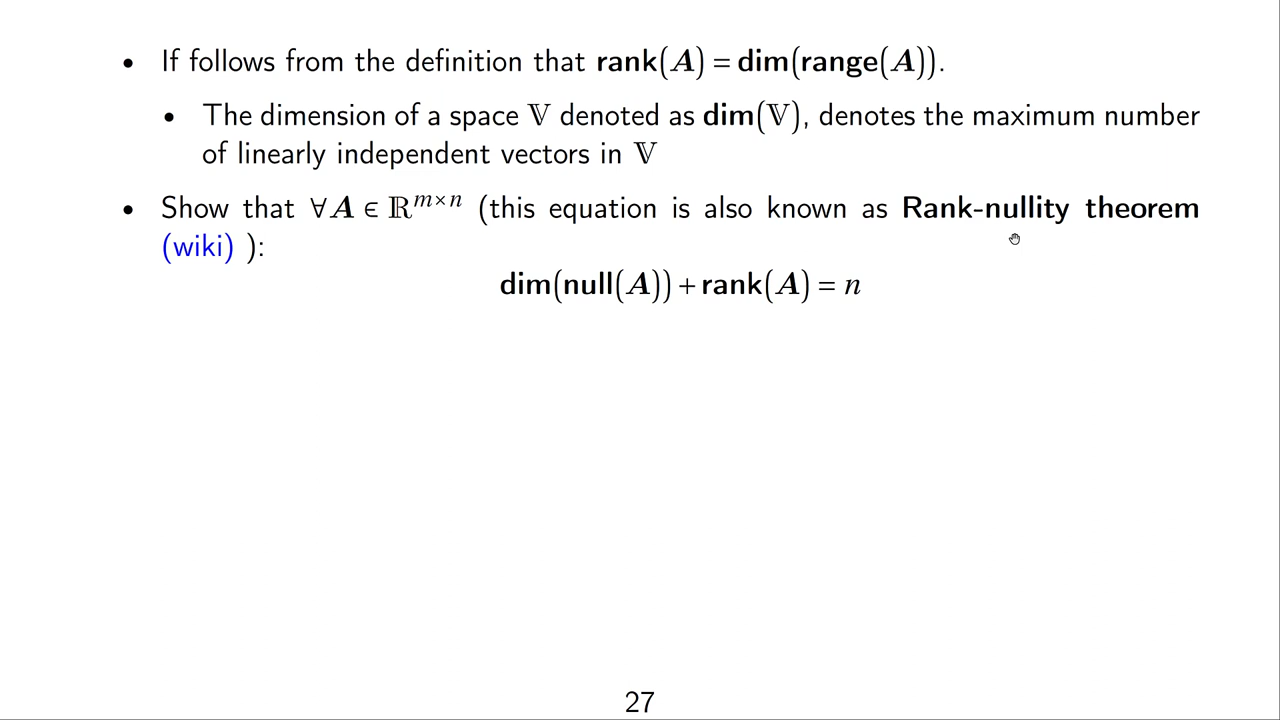 • If follows from the definition that rank(A) = dim(range(A)).
• The dimension of a space 𝕍 denoted as dim(𝕍), denotes the maximum number
of linearly independent vectors in 𝕍
• Show that ∀A ∈ ℝ^{m×n} (this equation is also known as Rank-nullity theorem
(wiki) ):
dim(null(A)) + rank(A) = n
27